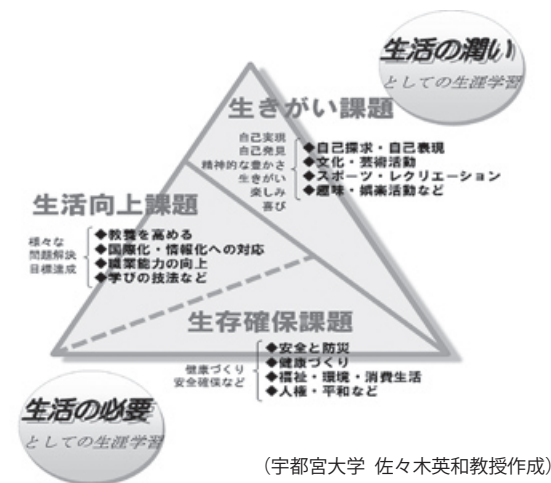 生活の潤い
としての生涯学習
生きがい課題
自己実現
自己発見
精神的な豊かさ
生きがい
楽しみ
喜び
◆自己探求・自己表現
◆文化・芸術活動
◆スポーツ・レクリエーション
◆趣味・娯楽活動など
生活向上課題
様々な
問題解決
目標達成
◆教養を高める
◆国際化・情報化への対応
◆職業能力の向上
◆学びの技法など
生存確保課題
健康づくり
安全確保など
◆安全と防災
◆健康づくり
◆福祉・環境・消費生活
◆人権・平和など
生活の必要
としての生涯学習
(宇都宮大学 佐々木英和教授作成)